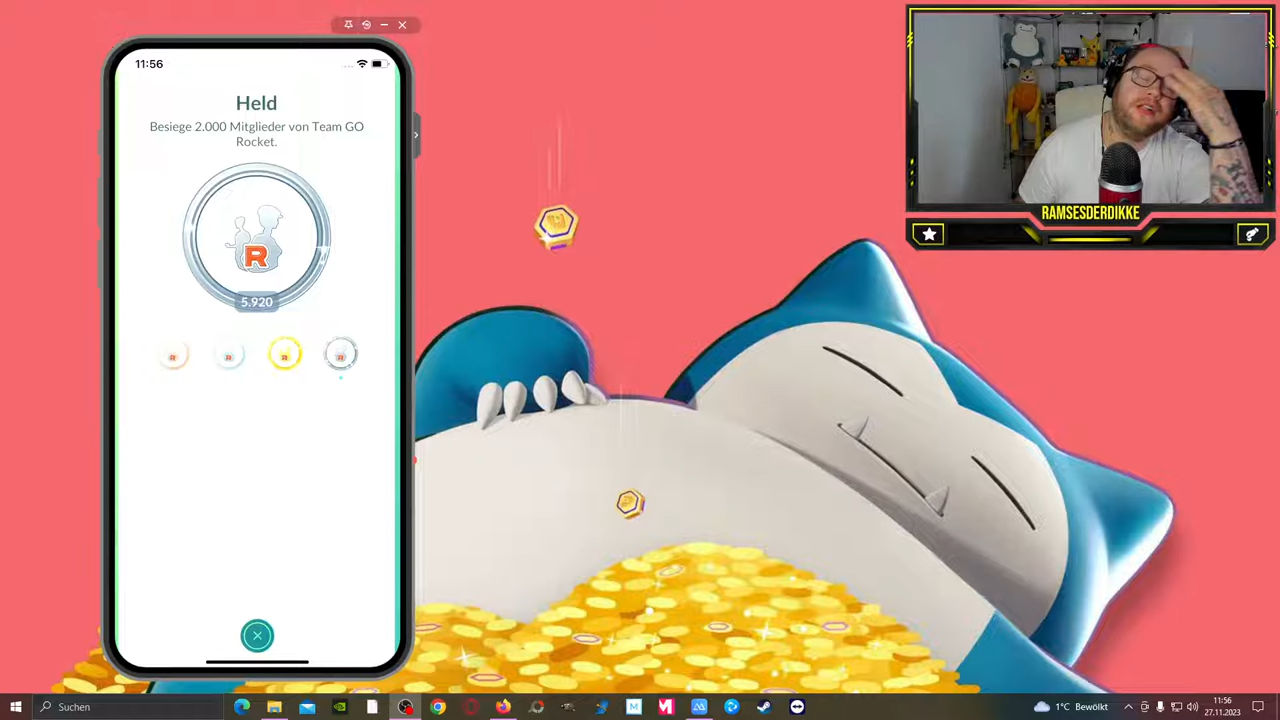 11:56
Held
Besiege 2.000 Mitglieder von Team GO
Rocket.
R
5.920
R
R
R
R
RAMSESDERDIKKE
Suchen
1°C Bewölkt
11:56
27.11.2023